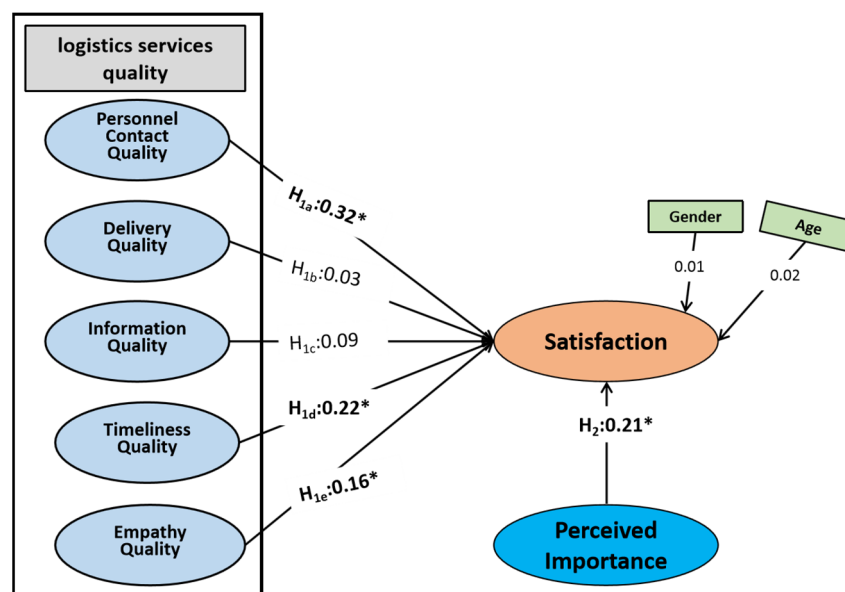 logistics services
quality
Personnel
Contact
Quality
H1a:0.32*
Delivery
Quality
H1b:0.03
Information
Quality
H1c:0.09
Timeliness
Quality
H1d:0.22*
Empathy
Quality
H1e:0.16*
Gender
Age
0.01
0.02
Satisfaction
H2:0.21*
Perceived
Importance